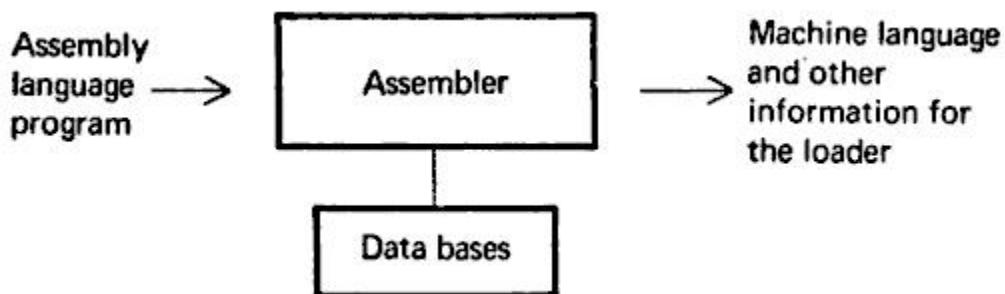 Assembly
language
program
Assembler
Machine language
and other
information for
the loader
Data bases